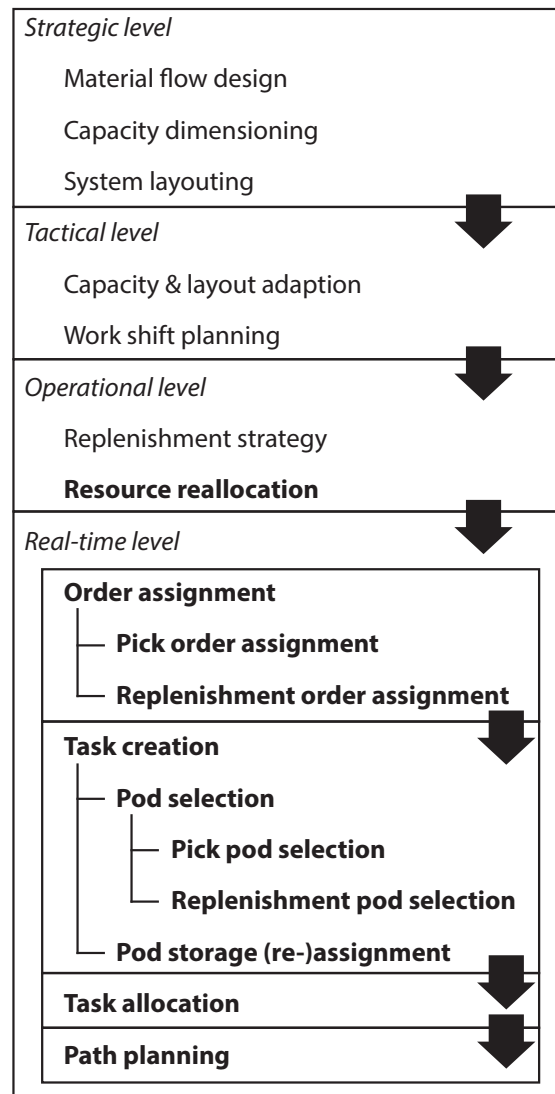 Strategic level
Material flow design
Capacity dimensioning
System layouting
Tactical level
Capacity & layout adaption
Work shift planning
Operational level
Replenishment strategy
Resource reallocation
Real-time level
Order assignment
Pick order assignment
Replenishment order assignment
Task creation
Pod selection
Pick pod selection
Replenishment pod selection
Pod storage (re-)assignment
Task allocation
Path planning